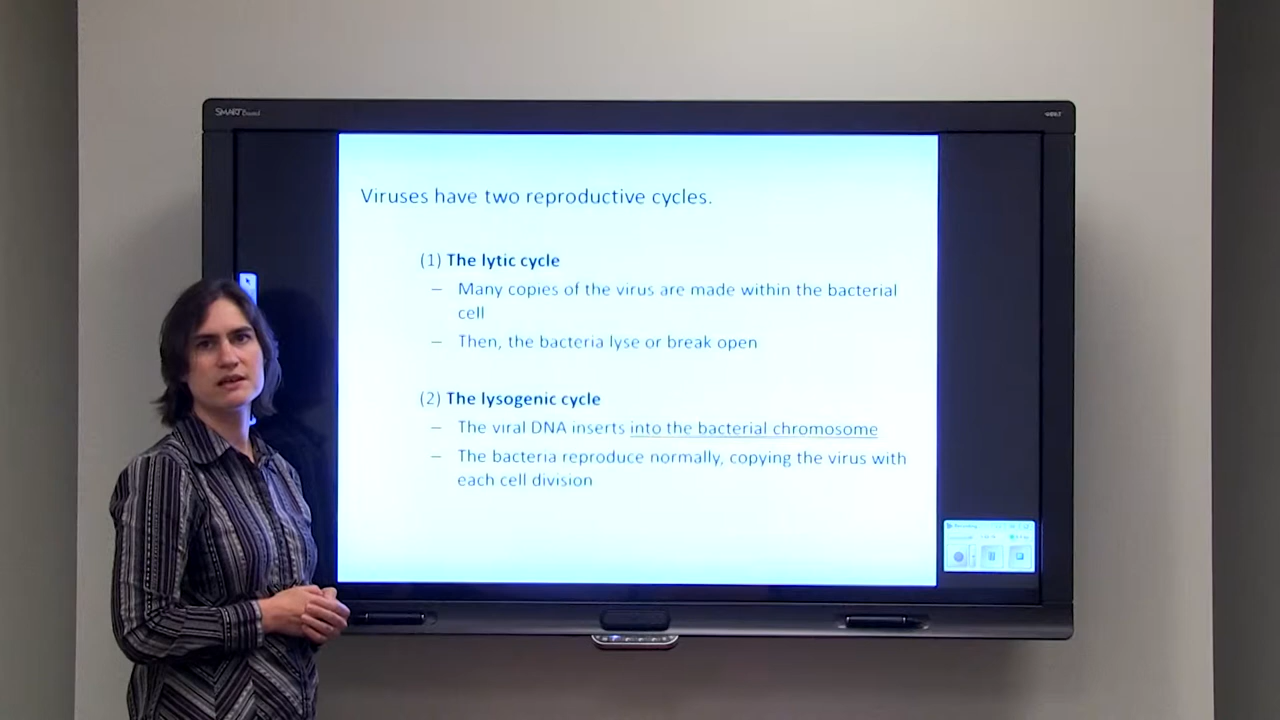 SMART Board
Viruses have two reproductive cycles.
(1) The lytic cycle
– Many copies of the virus are made within the bacterial
cell
– Then, the bacteria lyse or break open
(2) The lysogenic cycle
– The viral DNA inserts into the bacterial chromosome
– The bacteria reproduce normally, copying the virus with
each cell division